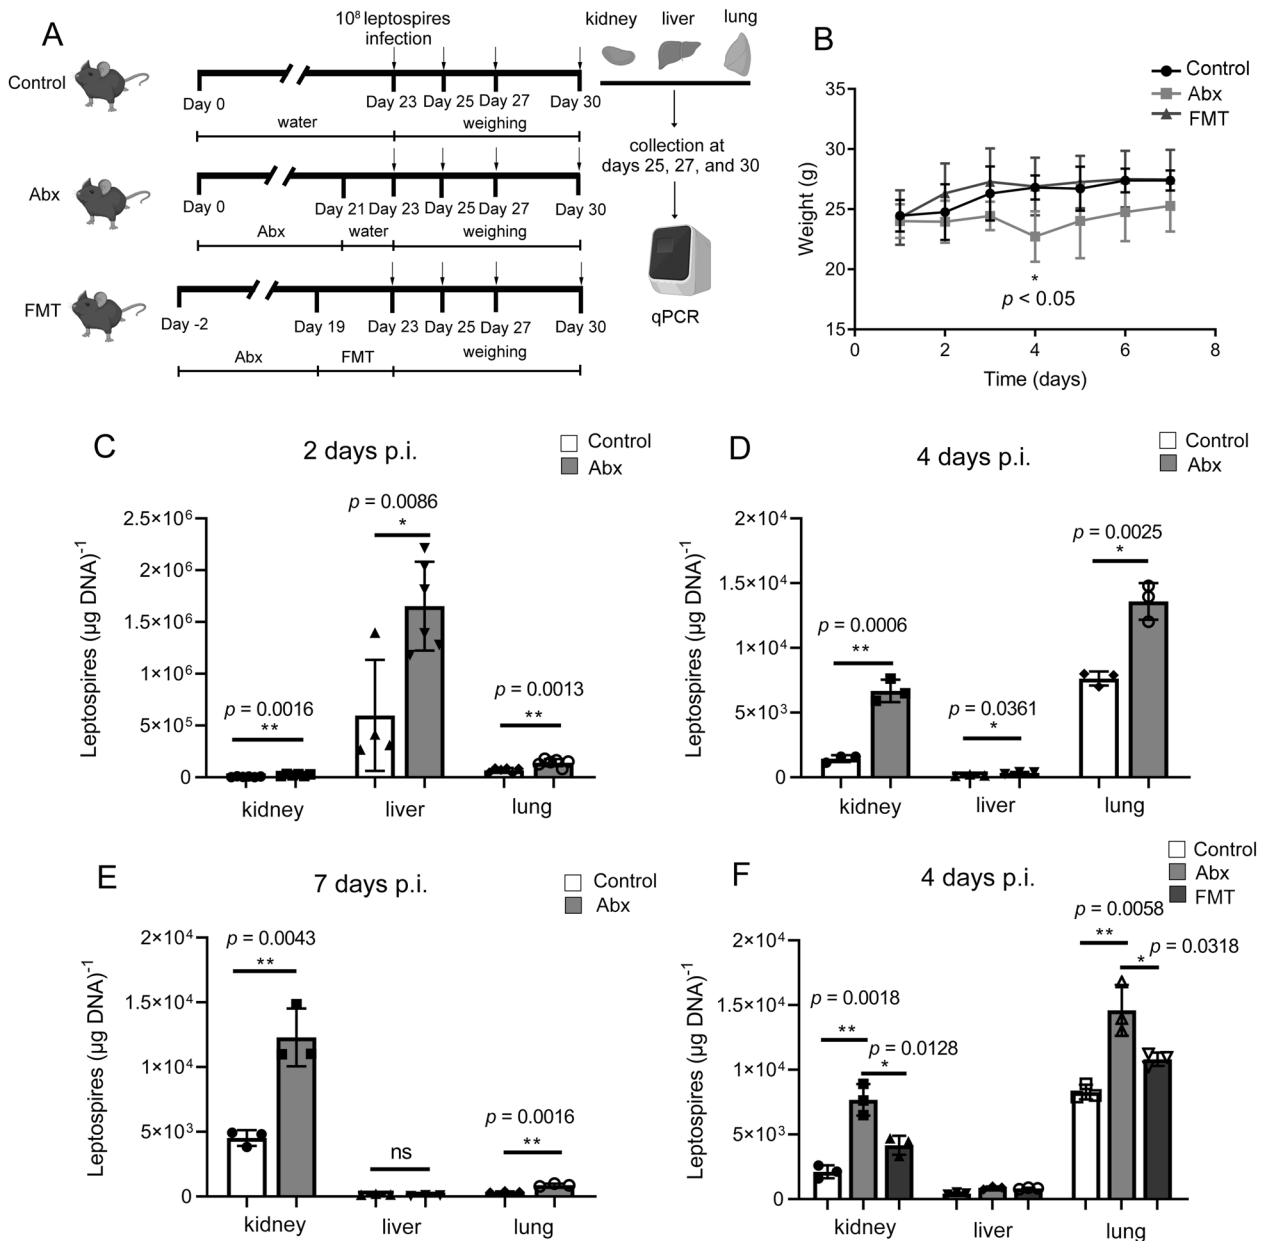 A
10⁸ leptospires
infection
Control
Day 0
Day 23
Day 25
Day 27
Day 30
water
weighing
Abx
Day 0
Day 21
Day 23
Day 25
Day 27
Day 30
Abx
water
weighing
FMT
Day -2
Day 19
Day 23
Day 25
Day 27
Day 30
Abx
FMT
weighing
kidney
liver
lung
collection at
days 25, 27, and 30
qPCR
B
Control
Abx
FMT
Weight (g)
35
30
25
20
15
*
p < 0.05
0
2
4
6
8
Time (days)
C
2 days p.i.
Control
Abx
Leptospires (µg DNA)⁻¹
2.5×10⁶
2×10⁶
1.5×10⁶
1×10⁶
5×10⁵
0
p = 0.0016
**
p = 0.0086
*
p = 0.0013
**
kidney
liver
lung
D
4 days p.i.
Control
Abx
Leptospires (µg DNA)⁻¹
2×10⁴
1.5×10⁴
1×10⁴
5×10³
0
p = 0.0006
**
p = 0.0361
*
p = 0.0025
*
kidney
liver
lung
E
7 days p.i.
Control
Abx
Leptospires (µg DNA)⁻¹
2×10⁴
1.5×10⁴
1×10⁴
5×10³
0
p = 0.0043
**
ns
p = 0.0016
**
kidney
liver
lung
F
4 days p.i.
Control
Abx
FMT
Leptospires (µg DNA)⁻¹
2×10⁴
1.5×10⁴
1×10⁴
5×10³
0
p = 0.0018
**
p = 0.0128
*
p = 0.0058
**
p = 0.0318
*
kidney
liver
lung